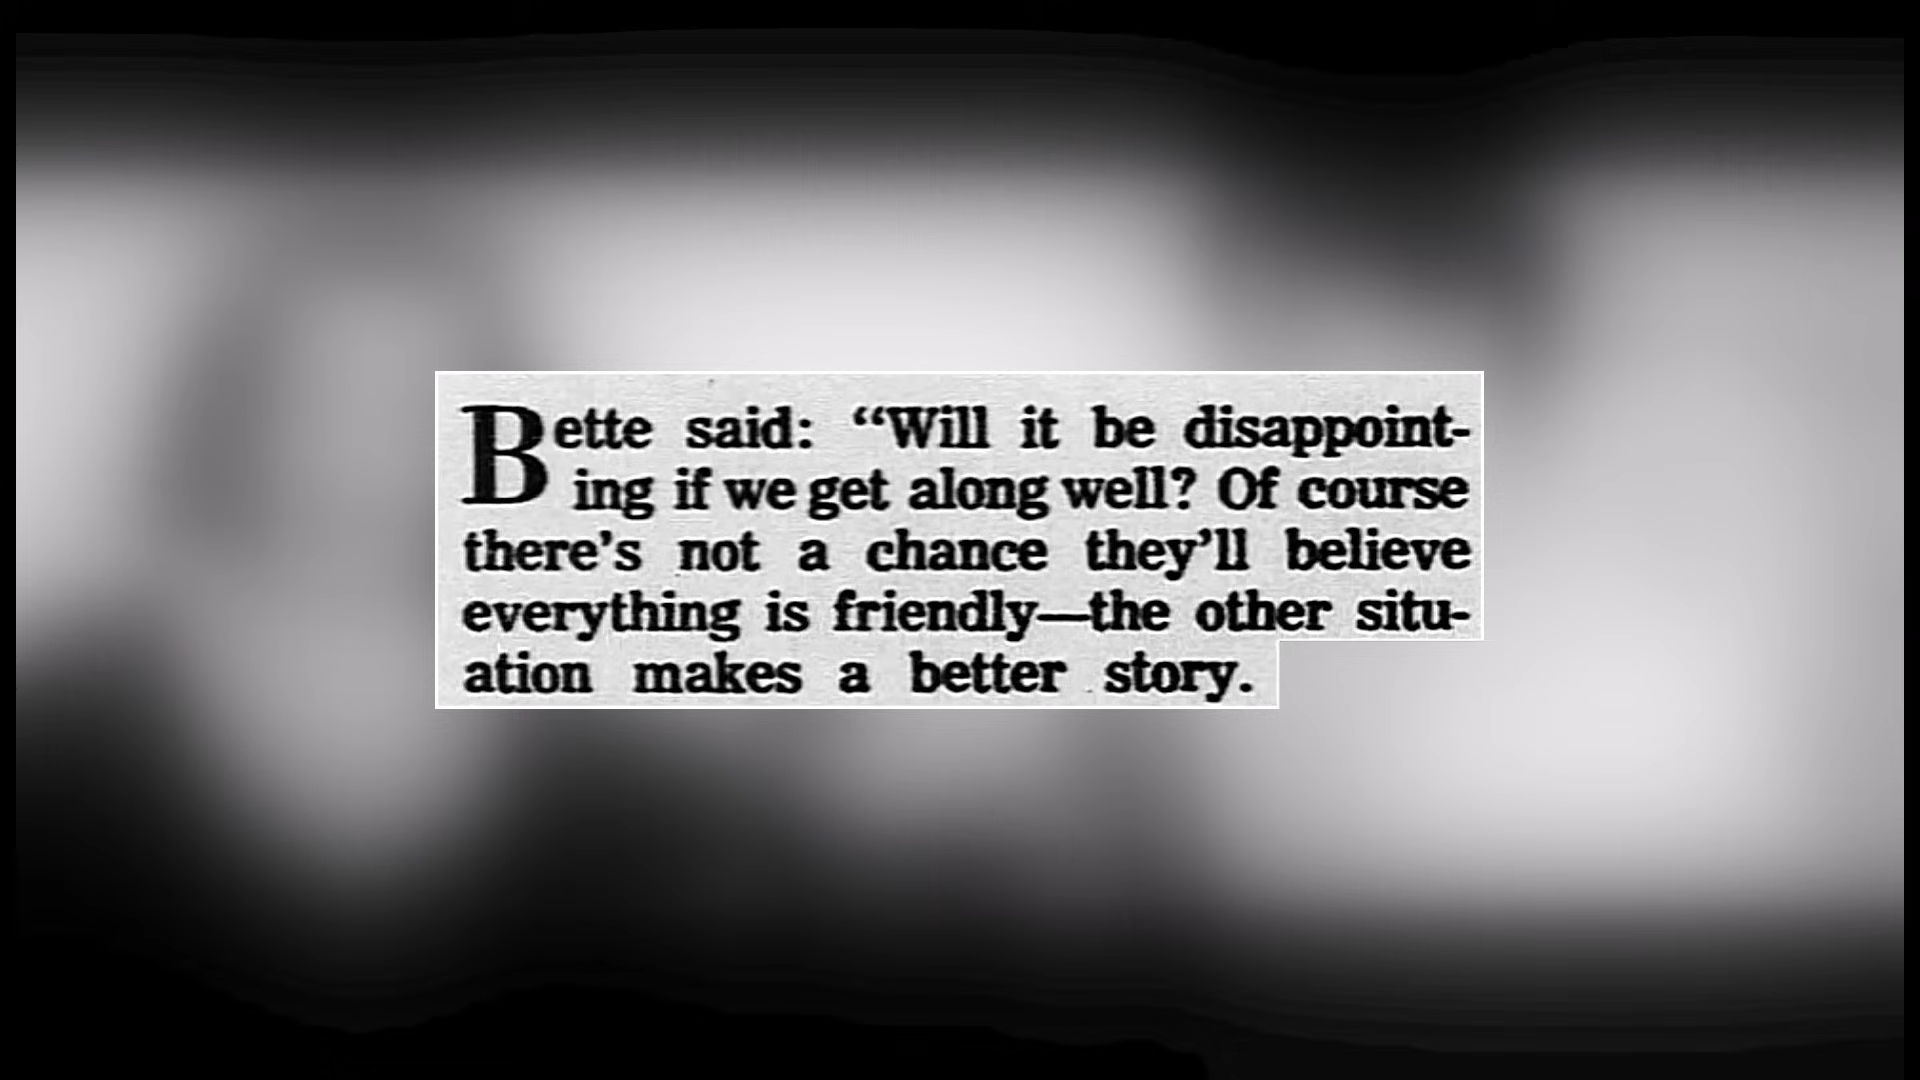 Bette said: “Will it be disappoint-
ing if we get along well? Of course
there’s not a chance they’ll believe
everything is friendly—the other situ-
ation makes a better story.